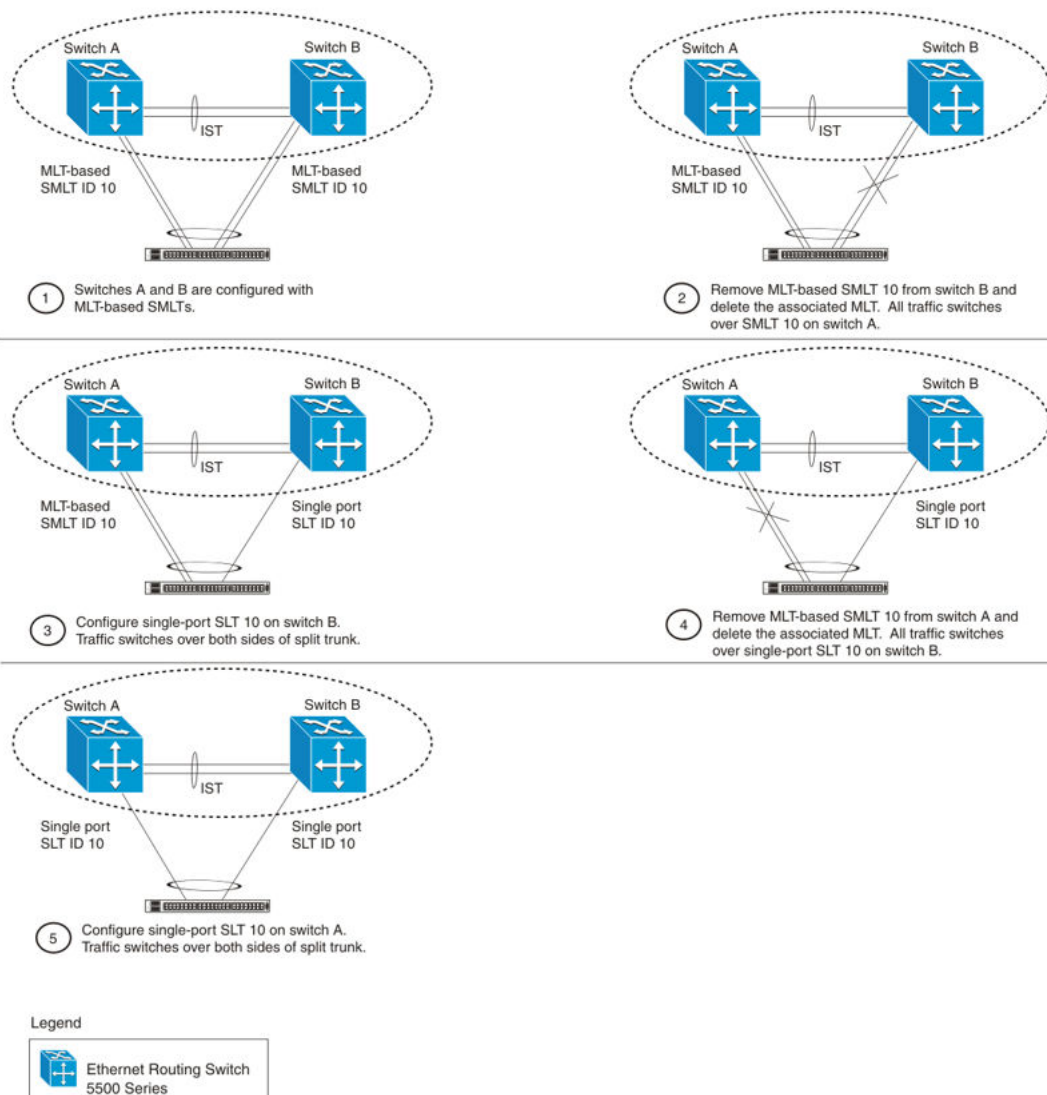 Switch A
Switch B
IST
MLT-based
SMLT ID 10
MLT-based
SMLT ID 10
1
Switches A and B are configured with
MLT-based SMLTs.
Switch A
Switch B
IST
MLT-based
SMLT ID 10
2
Remove MLT-based SMLT 10 from switch B and
delete the associated MLT. All traffic switches
over SMLT 10 on switch A.
Switch A
Switch B
IST
MLT-based
SMLT ID 10
Single port
SLT ID 10
3
Configure single-port SLT 10 on switch B.
Traffic switches over both sides of split trunk.
Switch A
Switch B
IST
Single port
SLT ID 10
4
Remove MLT-based SMLT 10 from switch A and
delete the associated MLT. All traffic switches
over single-port SLT 10 on switch B.
Switch A
Switch B
IST
Single port
SLT ID 10
Single port
SLT ID 10
5
Configure single-port SLT 10 on switch A.
Traffic switches over both sides of split trunk.
Legend
Ethernet Routing Switch
5500 Series